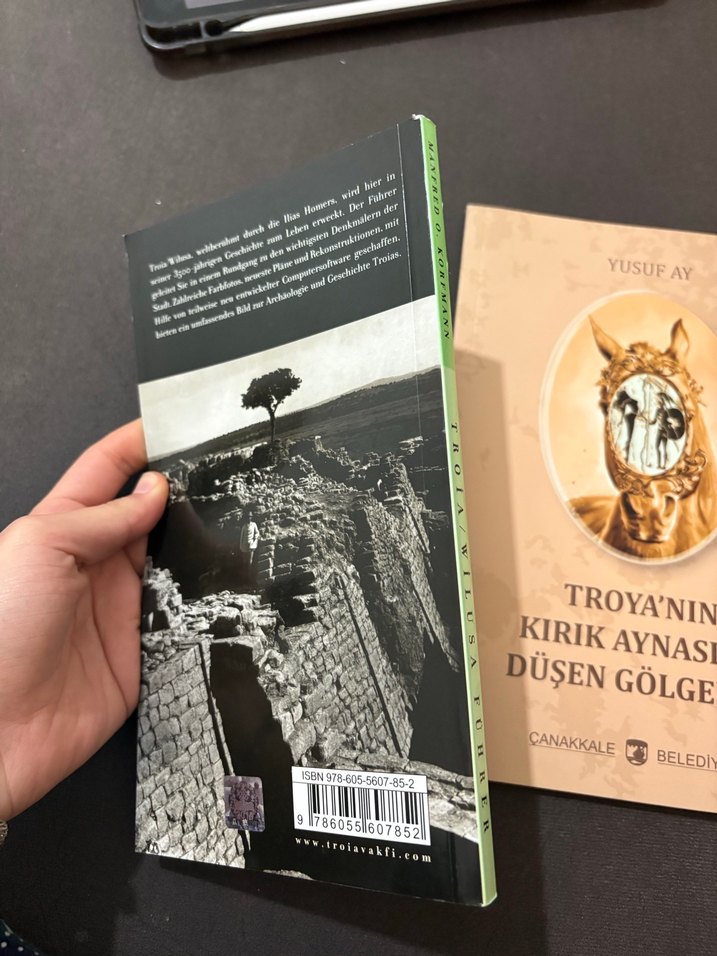 Troia Wilusa, weltberühmt durch die Ilias Homers, wird hier in
seiner 3500-jährigen Geschichte zum Leben erweckt. Der Führer
geleitet Sie in einem Rundgang zu den wichtigsten Denkmälern der
Stadt. Zahlreiche Farbfotos, neueste Pläne und Rekonstruktionen, mit
Hilfe von teilweise neu entwickelter Computersoftware geschaffen,
bieten ein umfassendes Bild zur Archäologie und Geschichte Troias.
ISBN 978-605-5607-85-2
9 786055 607852
www.troiavakfi.com
MANFRED O. KORFMANN
TROIA/WILUSA FÜHRER
YUSUF AY
TROYA'NIN
KIRIK AYNAS
DÜŞEN GÖLGE
ÇANAKKALE BELEDİY